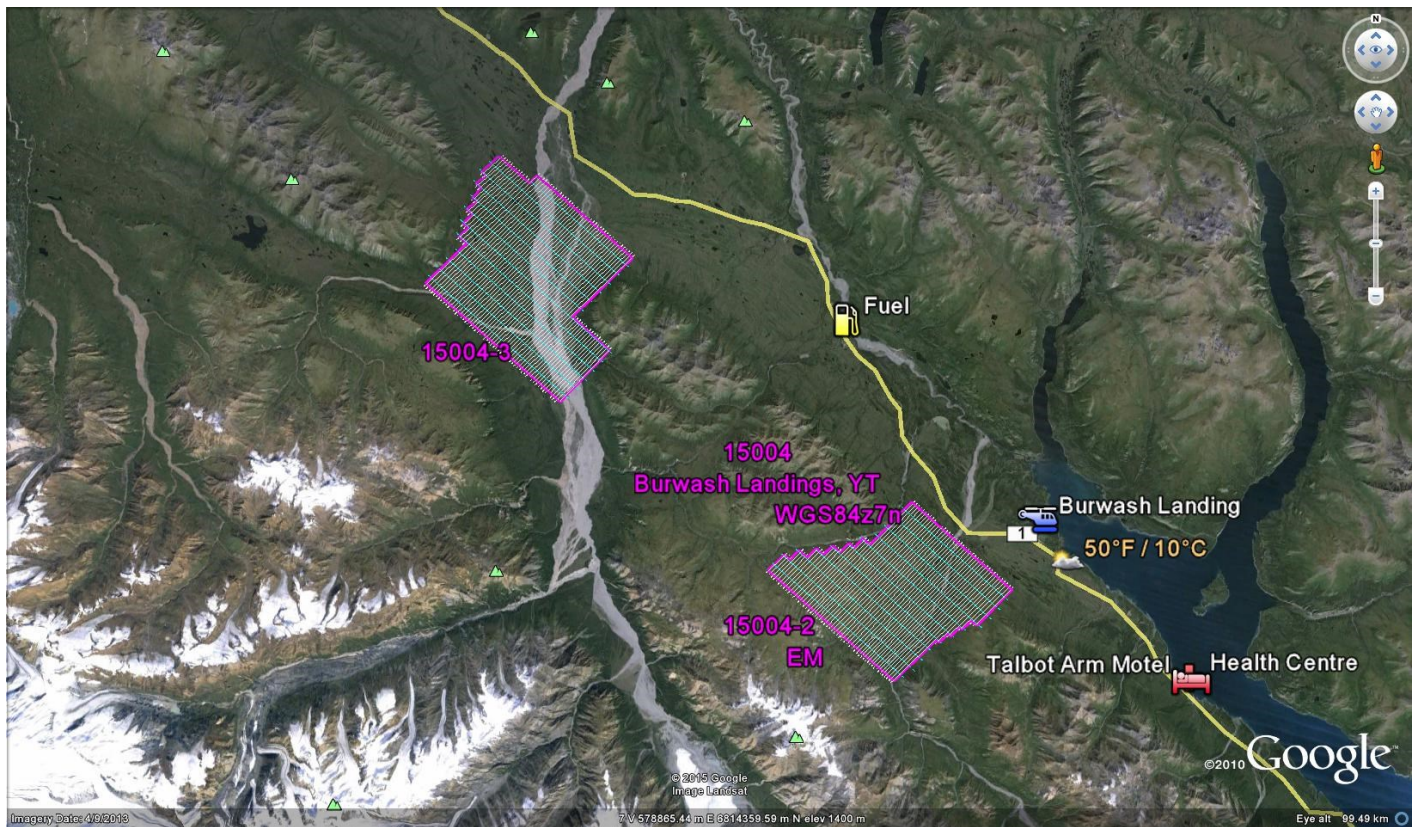 N
Fuel
15004-3
15004
Burwash Landings, YT
WGS84z7n
Burwash Landing
1
50°F / 10°C
15004-2
EM
Talbot Arm Motel
Health Centre
©2010 Google™
© 2015 Google
Image Landsat
Imagery Date: 4/9/2013
7 V 578865.44 m E 6814359.59 m N elev 1400 m
Eye alt 99.49 km